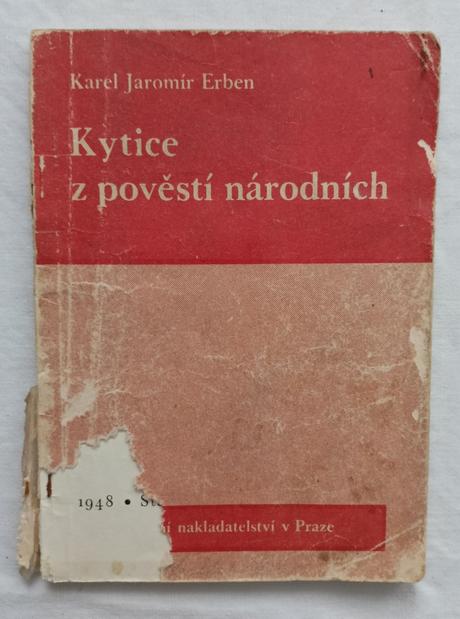 Karel Jaromír Erben
Kytice
z pověstí národních
1948 •
nakladatelství v Praze